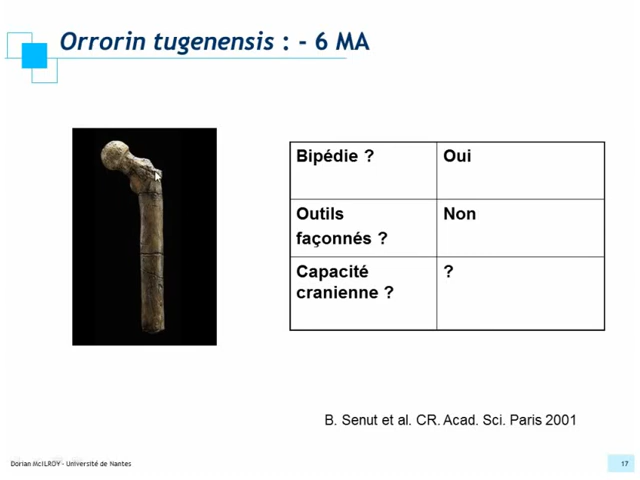 Orrorin tugenensis : - 6 MA
Bipédie ?
Oui
Outils
façonnés ?
Non
Capacité
cranienne ?
?
B. Senut et al. CR. Acad. Sci. Paris 2001
Dorian McILROY - Université de Nantes
17